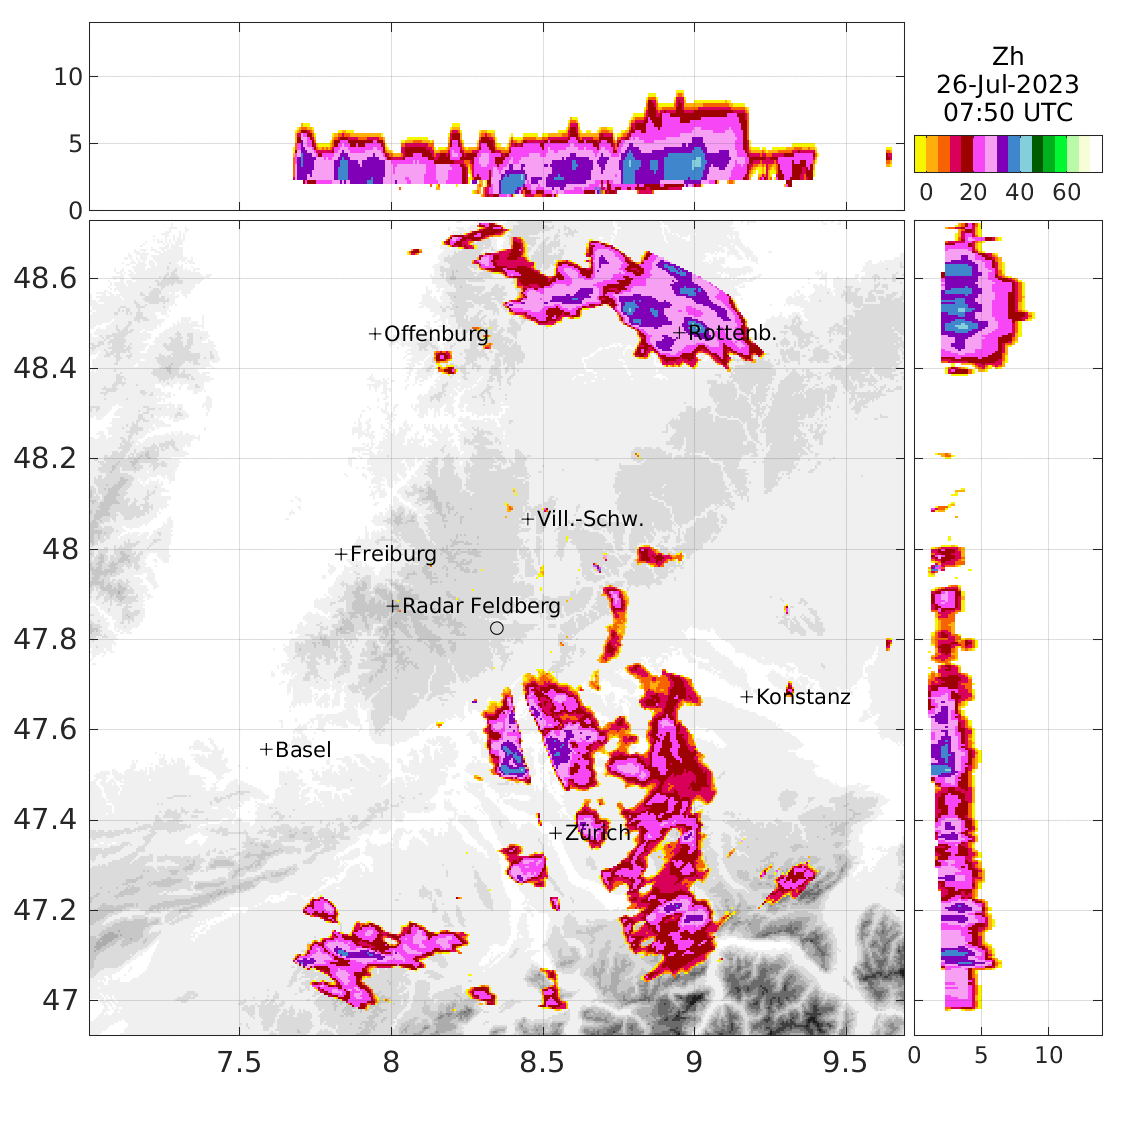 10
5
0
Zh
26-Jul-2023
07:50 UTC
0 20 40 60
48.6
48.4
48.2
48
47.8
47.6
47.4
47.2
47
Offenburg
Rottenb.
Vill.-Schw.
Freiburg
Radar Feldberg
Konstanz
Basel
Zürich
7.5 8 8.5 9 9.5
0 5 10